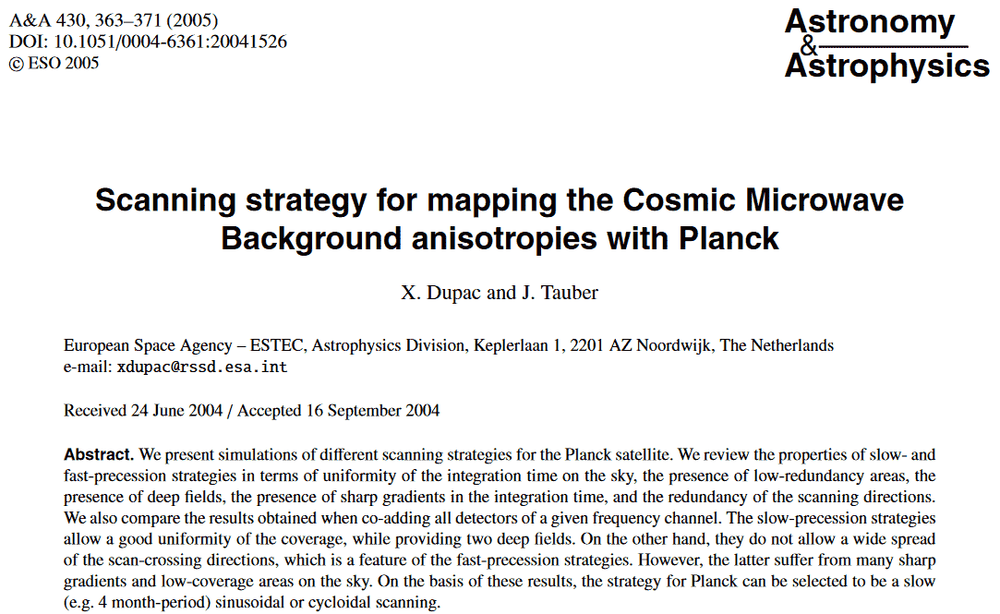 A&A 430, 363–371 (2005)
DOI: 10.1051/0004-6361:20041526
© ESO 2005
Astronomy
&
Astrophysics
Scanning strategy for mapping the Cosmic Microwave
Background anisotropies with Planck
X. Dupac and J. Tauber
European Space Agency – ESTEC, Astrophysics Division, Keplerlaan 1, 2201 AZ Noordwijk, The Netherlands
e-mail: xdupac@rssd.esa.int
Received 24 June 2004 / Accepted 16 September 2004
Abstract. We present simulations of different scanning strategies for the Planck satellite. We review the properties of slow- and
fast-precession strategies in terms of uniformity of the integration time on the sky, the presence of low-redundancy areas, the
presence of deep fields, the presence of sharp gradients in the integration time, and the redundancy of the scanning directions.
We also compare the results obtained when co-adding all detectors of a given frequency channel. The slow-precession strategies
allow a good uniformity of the coverage, while providing two deep fields. On the other hand, they do not allow a wide spread
of the scan-crossing directions, which is a feature of the fast-precession strategies. However, the latter suffer from many sharp
gradients and low-coverage areas on the sky. On the basis of these results, the strategy for Planck can be selected to be a slow
(e.g. 4 month-period) sinusoidal or cycloidal scanning.